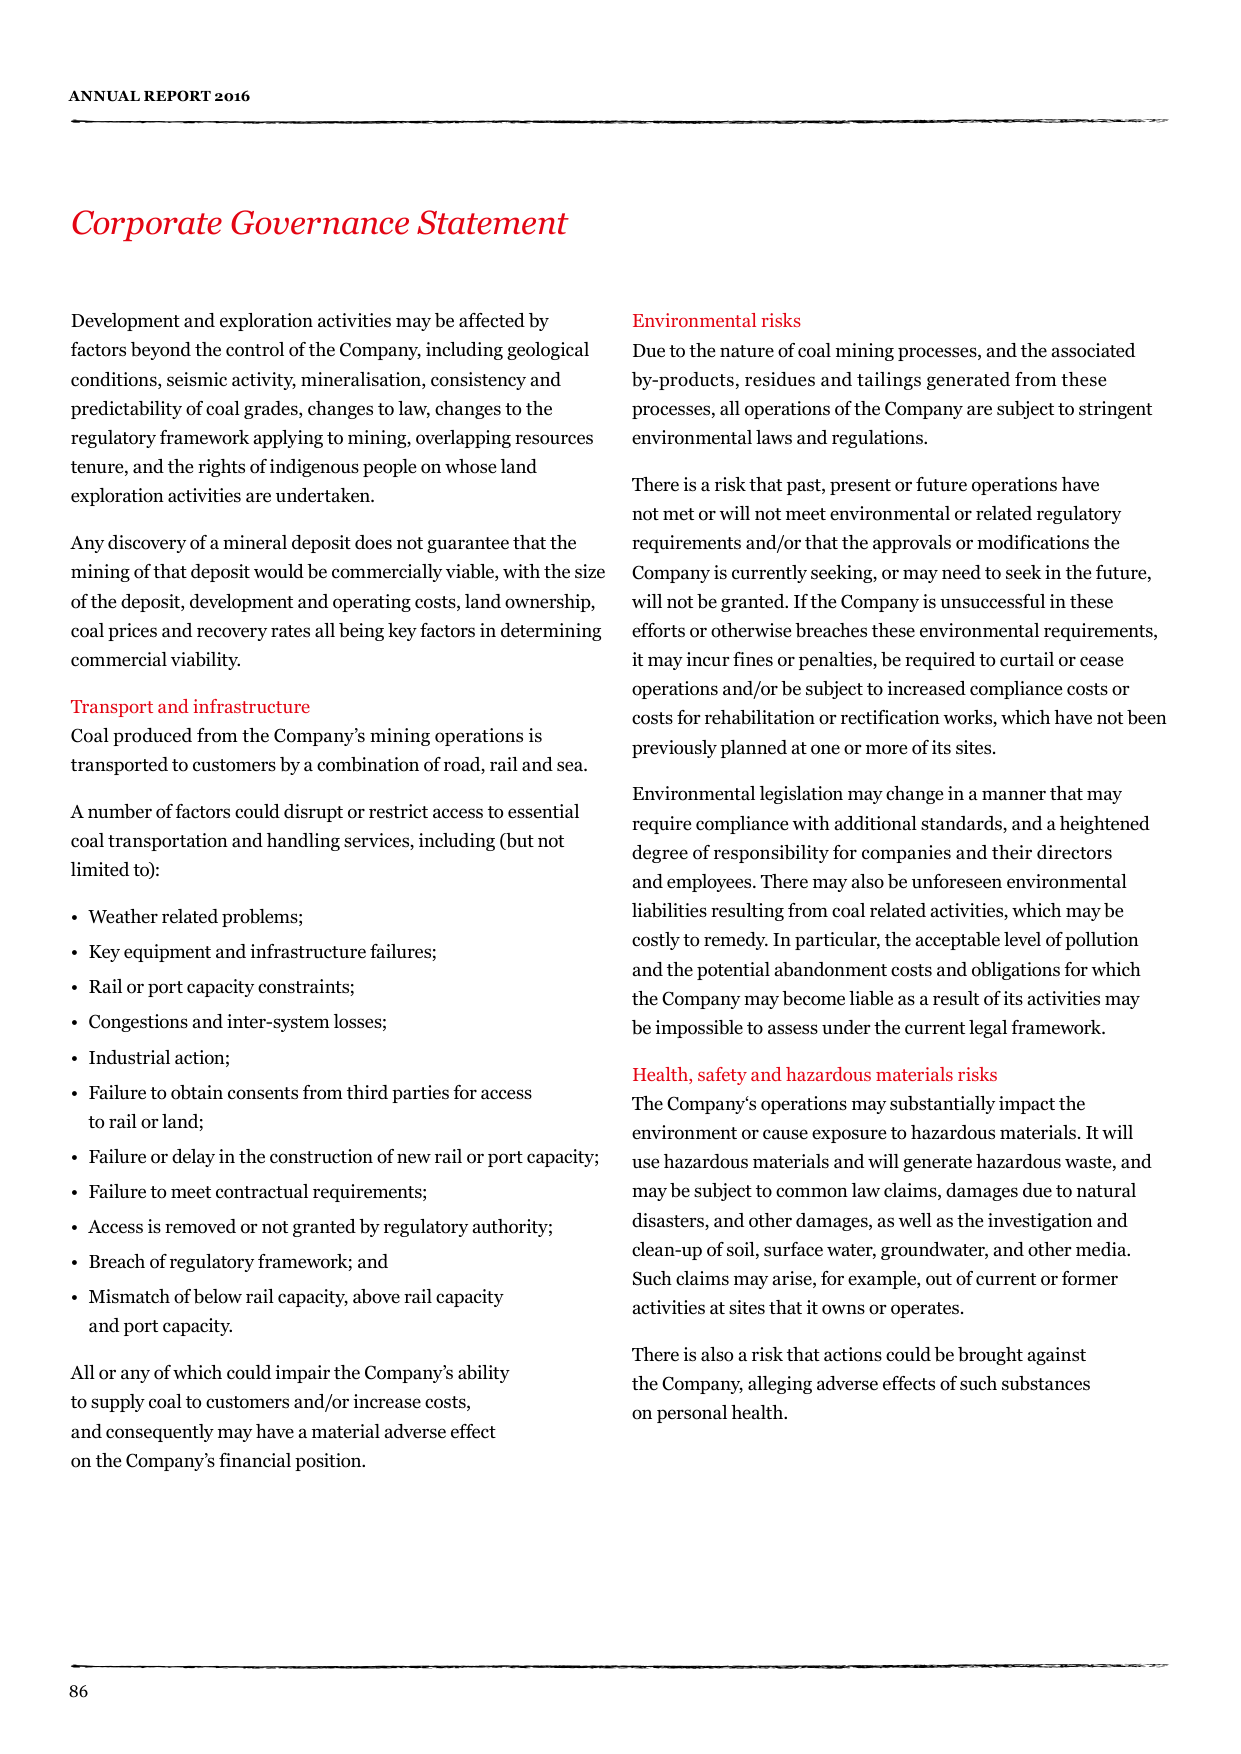 ANNUAL REPORT 2016
Corporate Governance Statement
Development and exploration activities may be affected by
factors beyond the control of the Company, including geological
conditions, seismic activity, mineralisation, consistency and
predictability of coal grades, changes to law, changes to the
regulatory framework applying to mining, overlapping resources
tenure, and the rights of indigenous people on whose land
exploration activities are undertaken.
Any discovery of a mineral deposit does not guarantee that the
mining of that deposit would be commercially viable, with the size
of the deposit, development and operating costs, land ownership,
coal prices and recovery rates all being key factors in determining
commercial viability.
Transport and infrastructure
Coal produced from the Company’s mining operations is
transported to customers by a combination of road, rail and sea.
A number of factors could disrupt or restrict access to essential
coal transportation and handling services, including (but not
limited to):
• Weather related problems;
• Key equipment and infrastructure failures;
• Rail or port capacity constraints;
• Congestions and inter-system losses;
• Industrial action;
• Failure to obtain consents from third parties for access
to rail or land;
• Failure or delay in the construction of new rail or port capacity;
• Failure to meet contractual requirements;
• Access is removed or not granted by regulatory authority;
• Breach of regulatory framework; and
• Mismatch of below rail capacity, above rail capacity
and port capacity.
All or any of which could impair the Company’s ability
to supply coal to customers and/or increase costs,
and consequently may have a material adverse effect
on the Company’s financial position.
Environmental risks
Due to the nature of coal mining processes, and the associated
by-products, residues and tailings generated from these
processes, all operations of the Company are subject to stringent
environmental laws and regulations.
There is a risk that past, present or future operations have
not met or will not meet environmental or related regulatory
requirements and/or that the approvals or modifications the
Company is currently seeking, or may need to seek in the future,
will not be granted. If the Company is unsuccessful in these
efforts or otherwise breaches these environmental requirements,
it may incur fines or penalties, be required to curtail or cease
operations and/or be subject to increased compliance costs or
costs for rehabilitation or rectification works, which have not been
previously planned at one or more of its sites.
Environmental legislation may change in a manner that may
require compliance with additional standards, and a heightened
degree of responsibility for companies and their directors
and employees. There may also be unforeseen environmental
liabilities resulting from coal related activities, which may be
costly to remedy. In particular, the acceptable level of pollution
and the potential abandonment costs and obligations for which
the Company may become liable as a result of its activities may
be impossible to assess under the current legal framework.
Health, safety and hazardous materials risks
The Company‘s operations may substantially impact the
environment or cause exposure to hazardous materials. It will
use hazardous materials and will generate hazardous waste, and
may be subject to common law claims, damages due to natural
disasters, and other damages, as well as the investigation and
clean-up of soil, surface water, groundwater, and other media.
Such claims may arise, for example, out of current or former
activities at sites that it owns or operates.
There is also a risk that actions could be brought against
the Company, alleging adverse effects of such substances
on personal health.
86